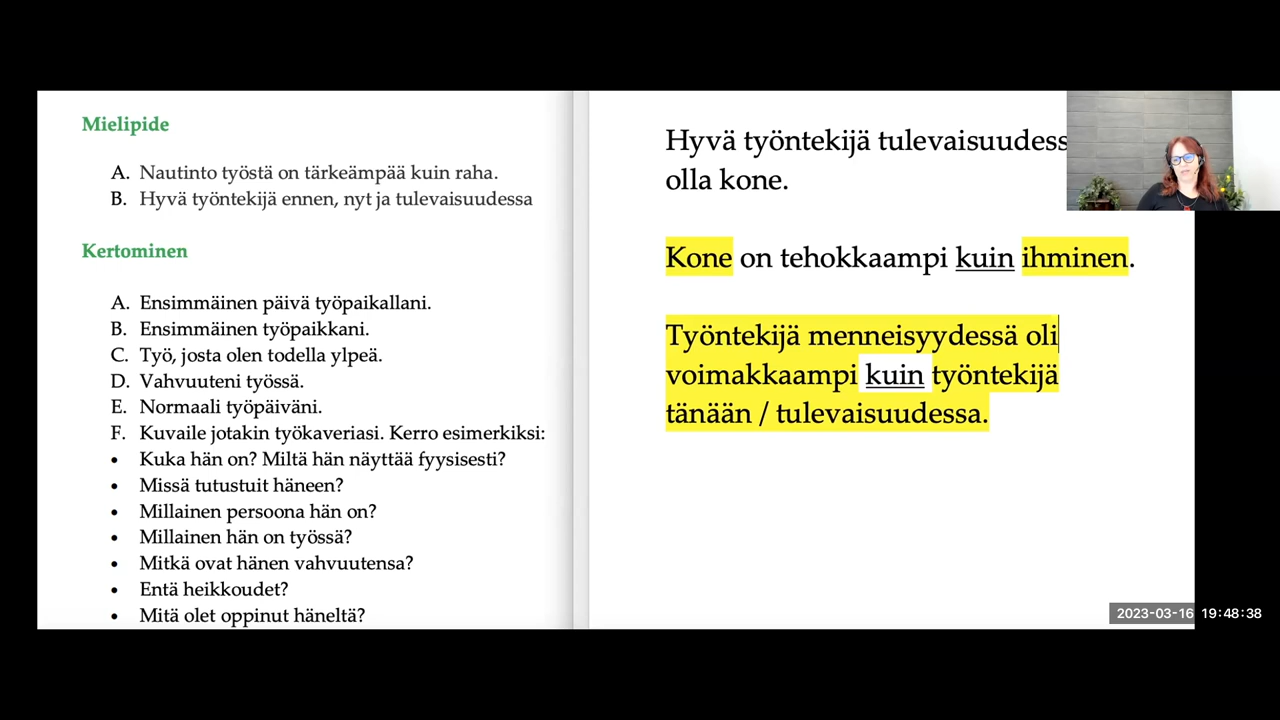 Mielipide
A. Nautinto työstä on tärkeämpää kuin raha.
B. Hyvä työntekijä ennen, nyt ja tulevaisuudessa
Kertominen
A. Ensimmäinen päivä työpaikallani.
B. Ensimmäinen työpaikkani.
C. Työ, josta olen todella ylpeä.
D. Vahvuuteni työssä.
E. Normaali työpäiväni.
F. Kuvaile jotakin työkaveriasi. Kerro esimerkiksi:
• Kuka hän on? Miltä hän näyttää fyysisesti?
• Missä tutustuit häneen?
• Millainen persoona hän on?
• Millainen hän on työssä?
• Mitkä ovat hänen vahvuutensa?
• Entä heikkoudet?
• Mitä olet oppinut häneltä?
Hyvä työntekijä tulevaisuudess
olla kone.
Kone on tehokkaampi kuin ihminen.
Työntekijä menneisyydessä oli
voimakkaampi kuin työntekijä
tänään / tulevaisuudessa.
2023-03-16 19:48:38